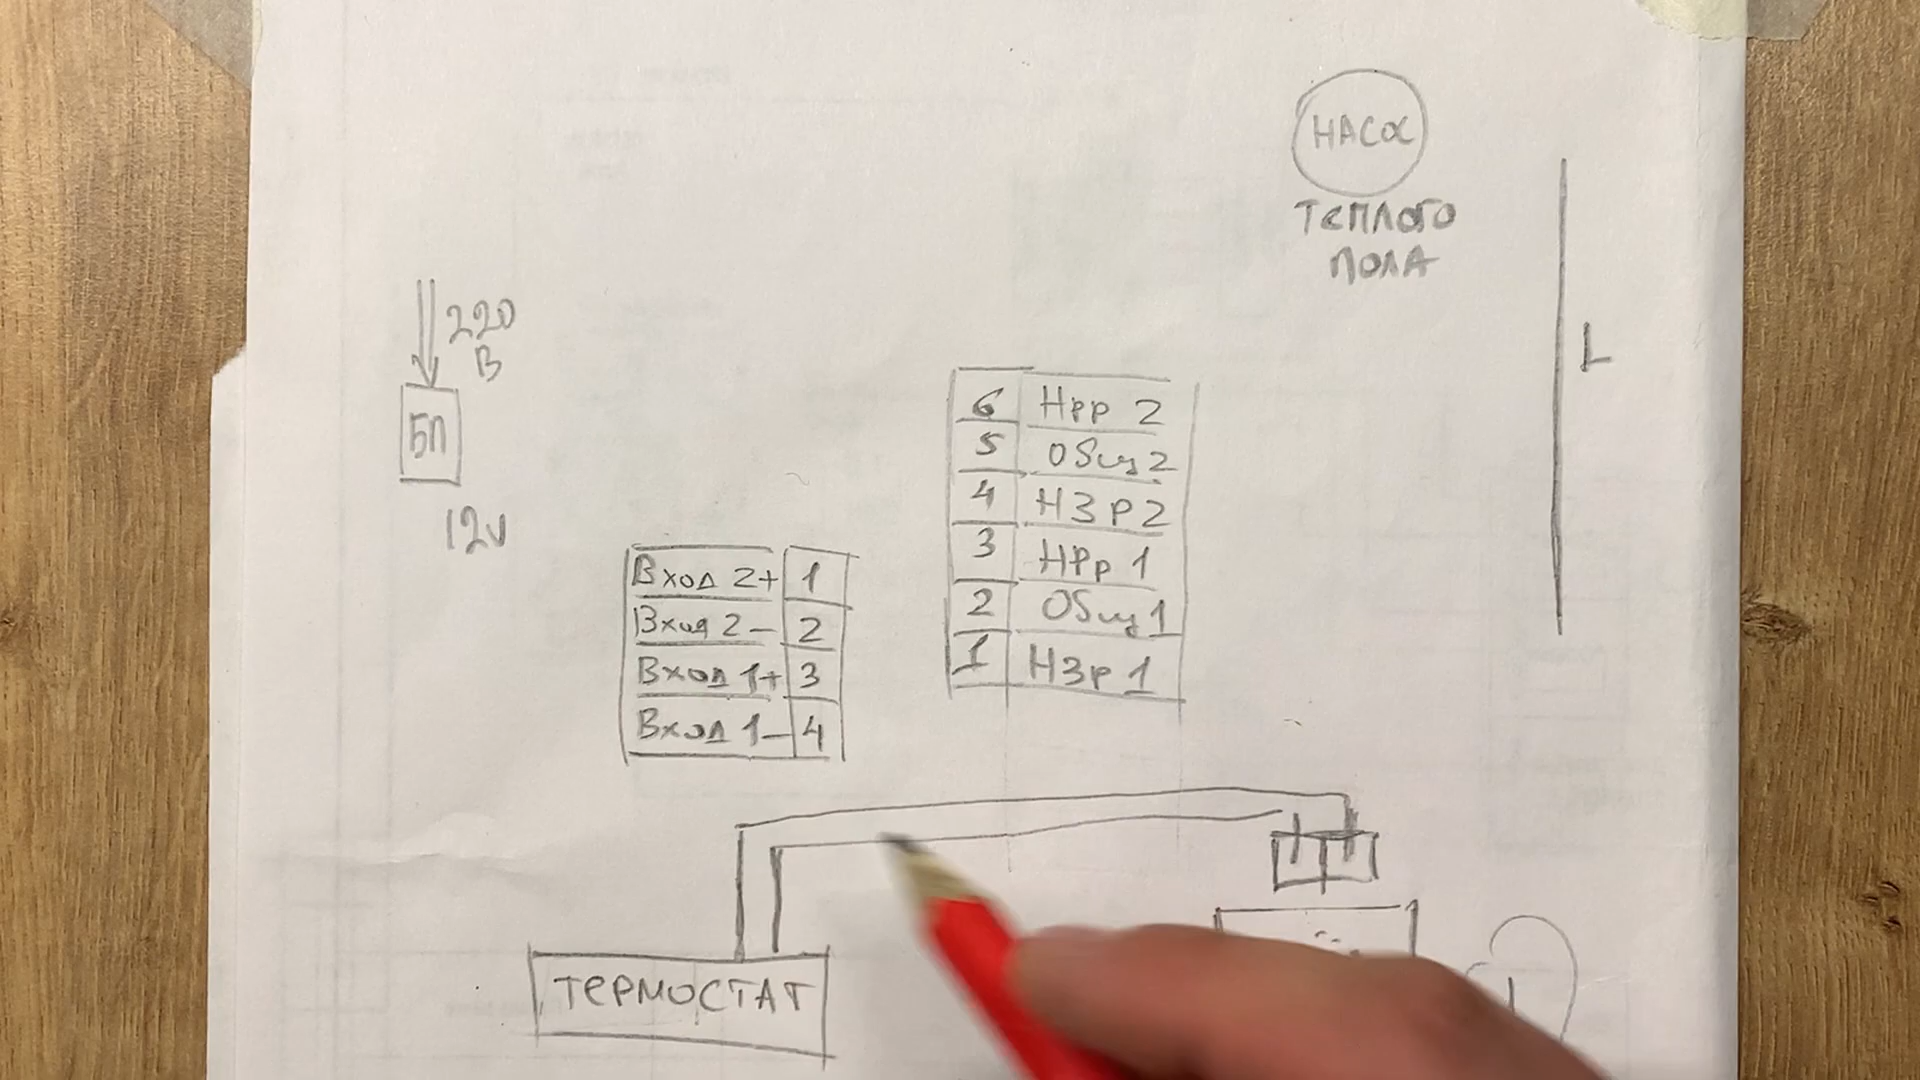 НАСОС
ТЕПЛОГО
ПОЛА
220
В
БП
12V
L
6 НРр 2
5 Общ 2
4 НЗр 2
3 НРр 1
2 Общ 1
1 НЗр 1
Вход 2+ 1
Вход 2- 2
Вход 1+ 3
Вход 1- 4
ТЕРМОСТАТ